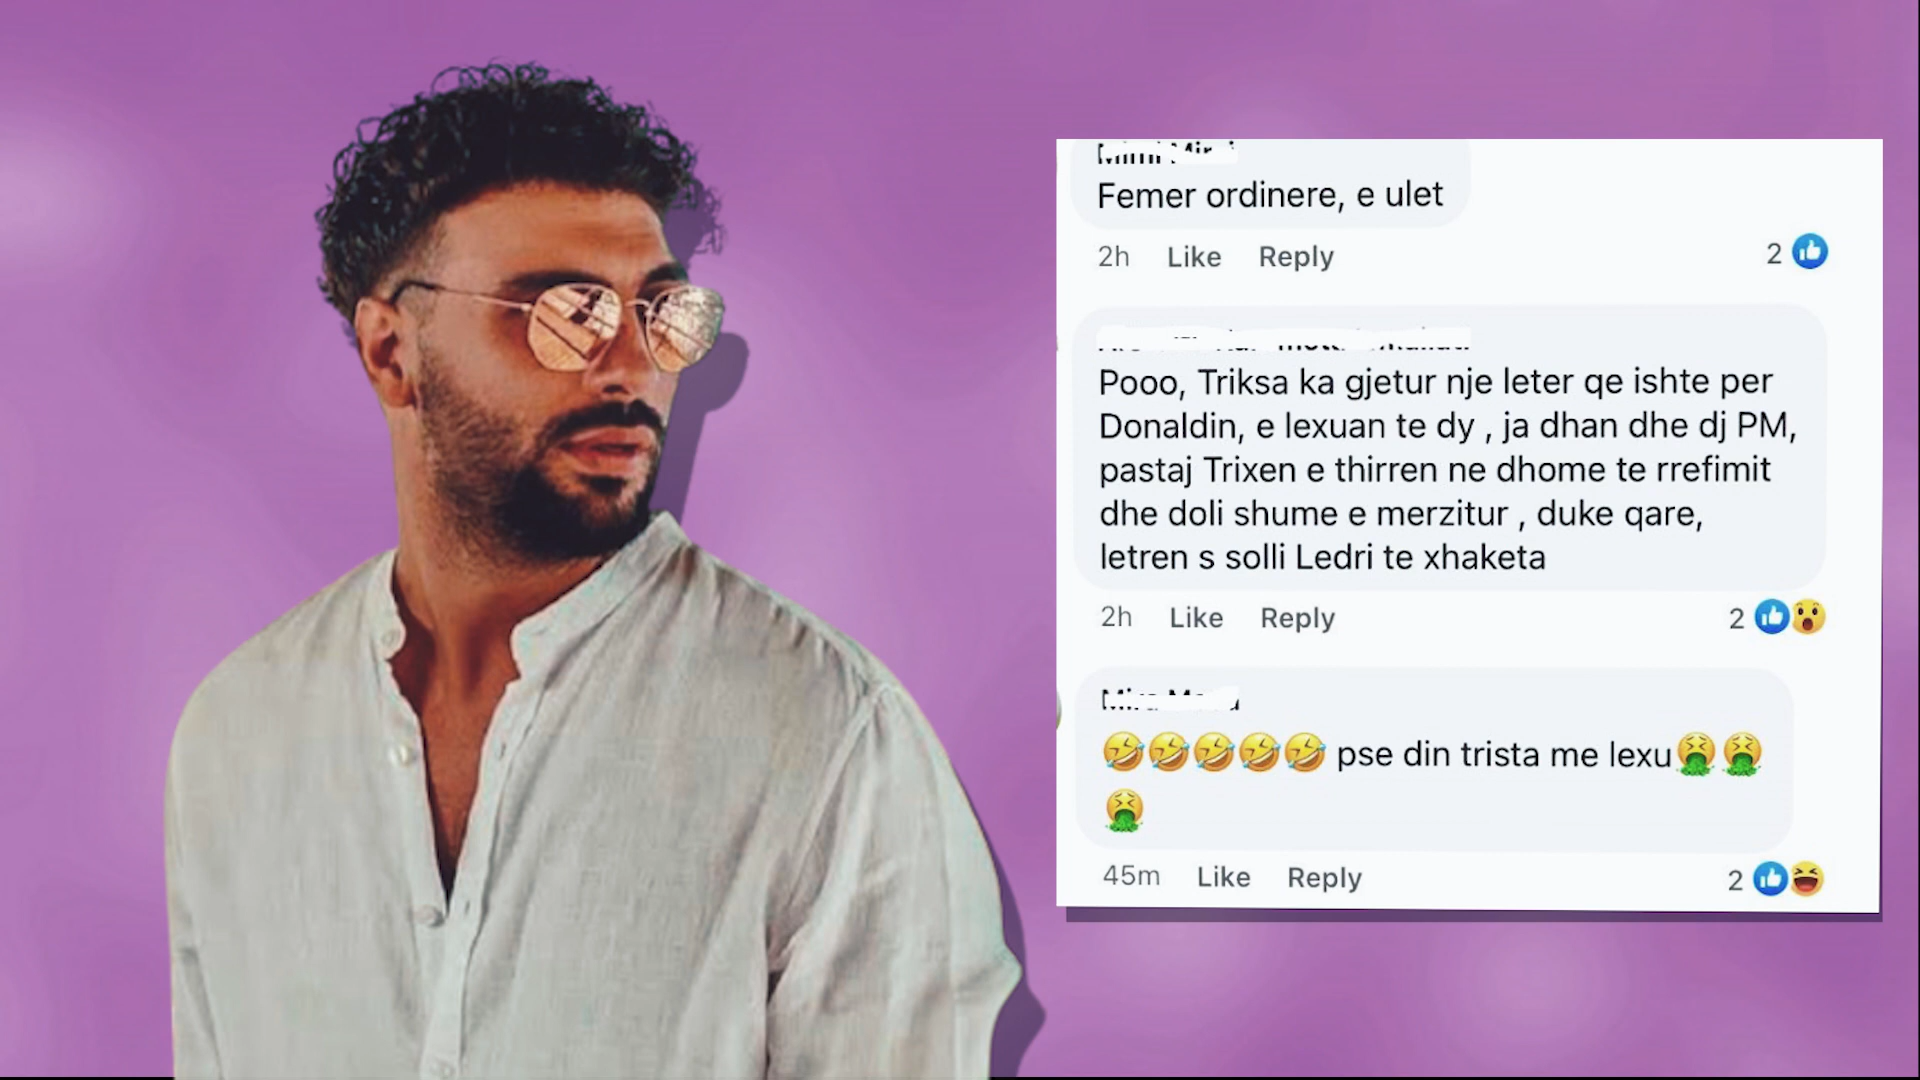 Femer ordinere, e ulet
2h Like Reply 2
Pooo, Triksa ka gjetur nje leter qe ishte per
Donaldin, e lexuan te dy , ja dhan dhe dj PM,
pastaj Trixen e thirren ne dhome te rrefimit
dhe doli shume e merzitur , duke qare,
letren s solli Ledri te xhaketa
2h Like Reply 2
🤣🤣🤣🤣🤣 pse din trista me lexu🤮🤮
🤮
45m Like Reply 2